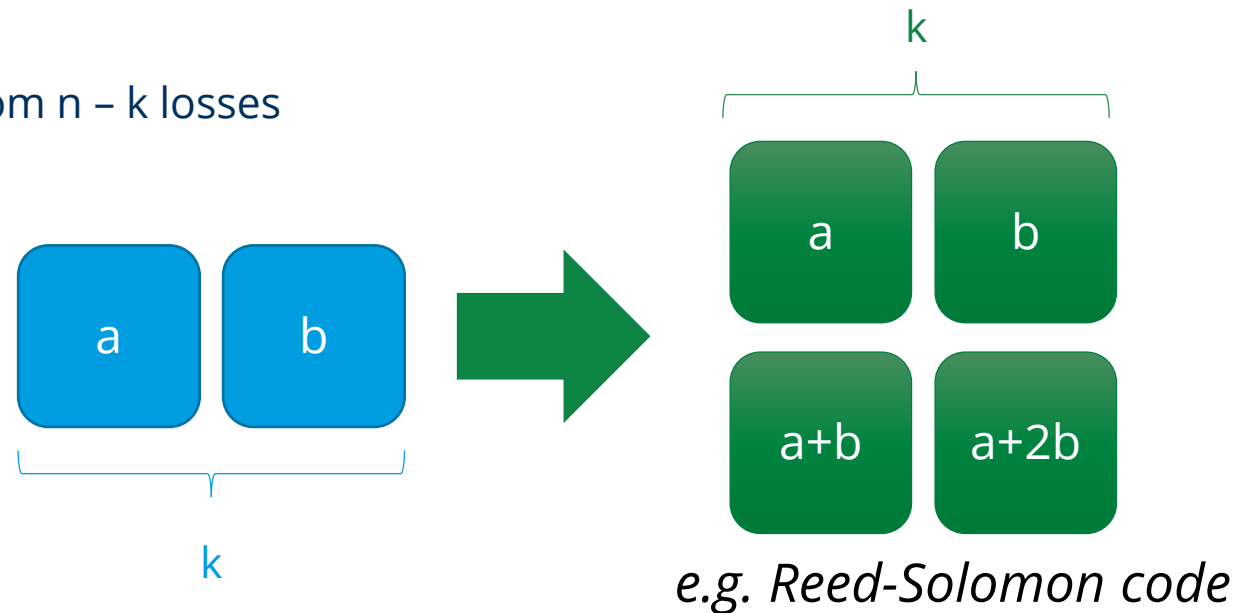 k
om n – k losses
a b
a b
a+b a+2b
k
e.g. Reed-Solomon code